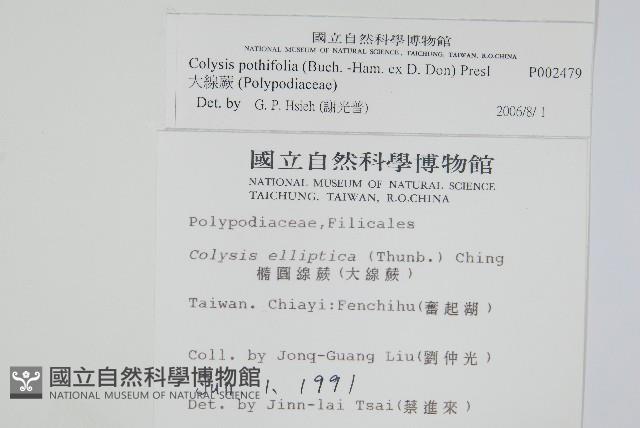 國立自然科學博物館
NATIONAL MUSEUM OF NATURAL SCIENCE, TAICHUNG, TAIWAN, R.O.CHINA
Colysis pothifolia (Buch. -Ham. ex D. Don) Presl P002479
大線蕨 (Polypodiaceae)
Det. by G. P. Hsieh (謝光普) 2006/8/ 1
國立自然科學博物館
NATIONAL MUSEUM OF NATURAL SCIENCE
TAICHUNG, TAIWAN, R.O.CHINA
Polypodiaceae,Filicales
Colysis elliptica (Thunb.) Ching
橢圓線蕨(大線蕨)
Taiwan. Chiayi:Fenchihu(奮起湖)
Coll. by Jonq-Guang Liu(劉仲光)
1, 1991
Det. by Jinn-lai Tsai(蔡進來)
國立自然科學博物館
NATIONAL MUSEUM OF NATURAL SCIENCE